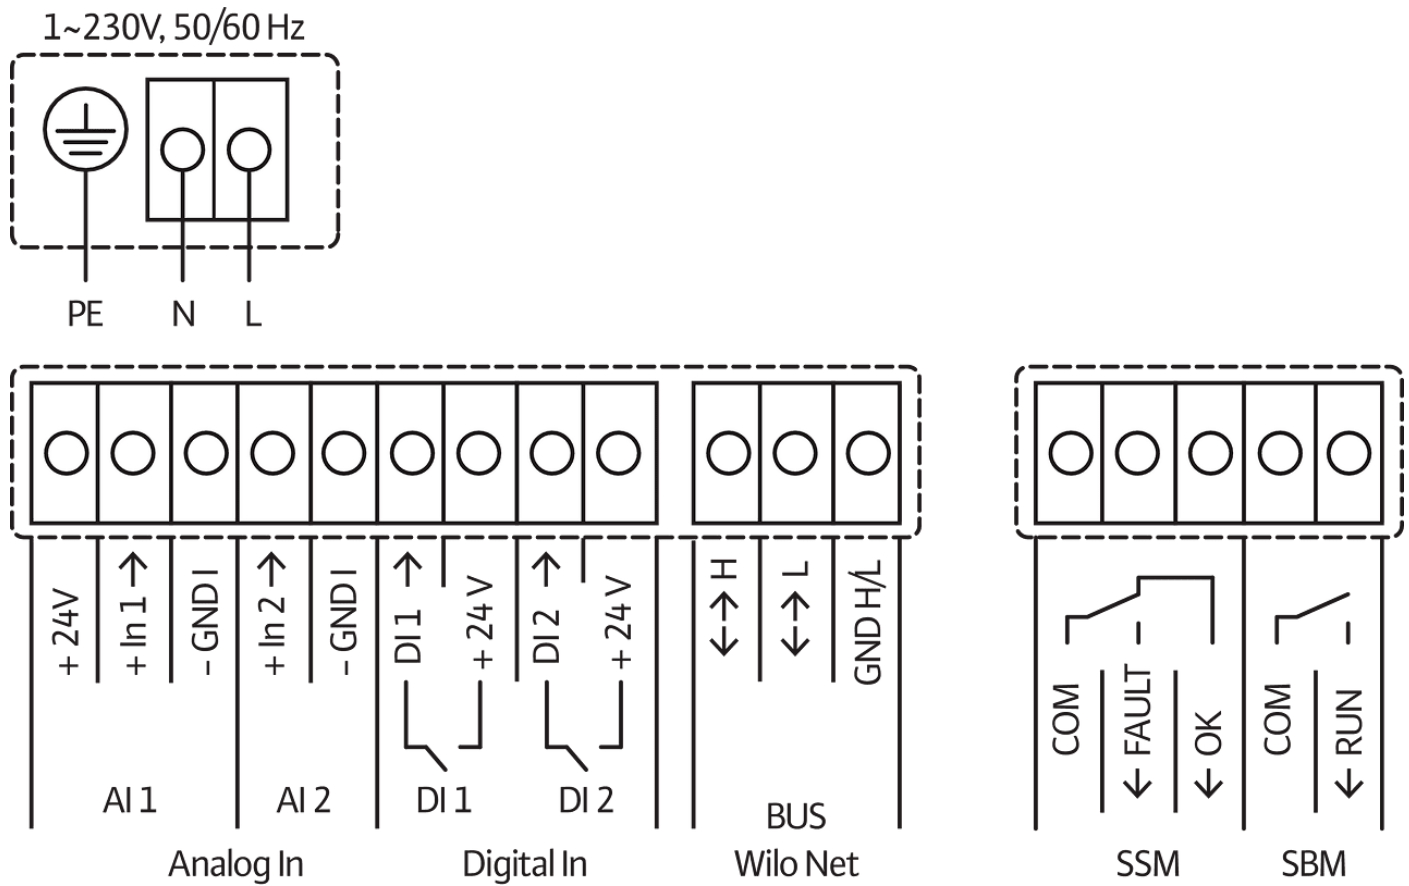 1~230V, 50/60 Hz
PE N L
+ 24V
+ In 1
– GND I
+ In 2
– GND I
DI 1
+ 24 V
DI 2
+ 24 V
H
L
GND H/L
COM
FAULT
OK
COM
RUN
AI 1 AI 2 DI 1 DI 2
BUS
Analog In Digital In Wilo Net SSM SBM